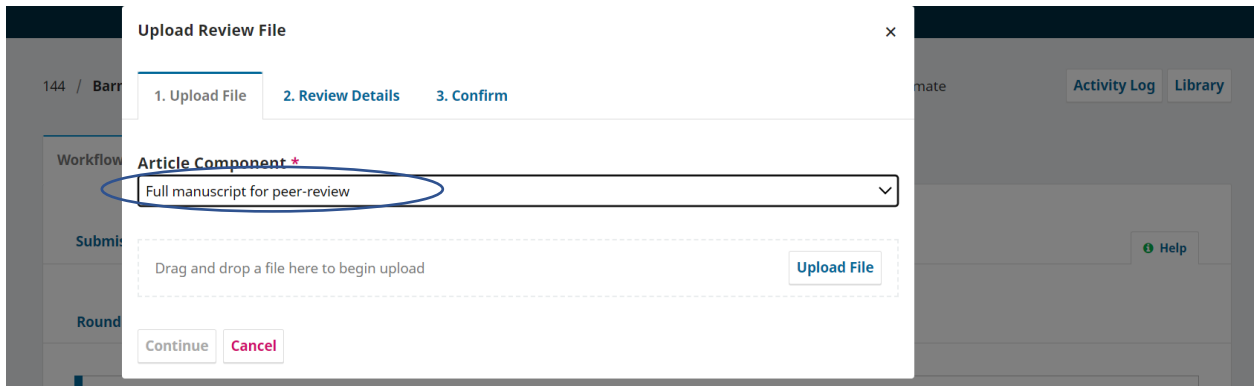 Upload Review File ×
144 / Barr mate Activity Log Library
1. Upload File 2. Review Details 3. Confirm
Workflow
Article Component *
Full manuscript for peer-review
Submis
Help
Drag and drop a file here to begin upload Upload File
Round
Continue Cancel